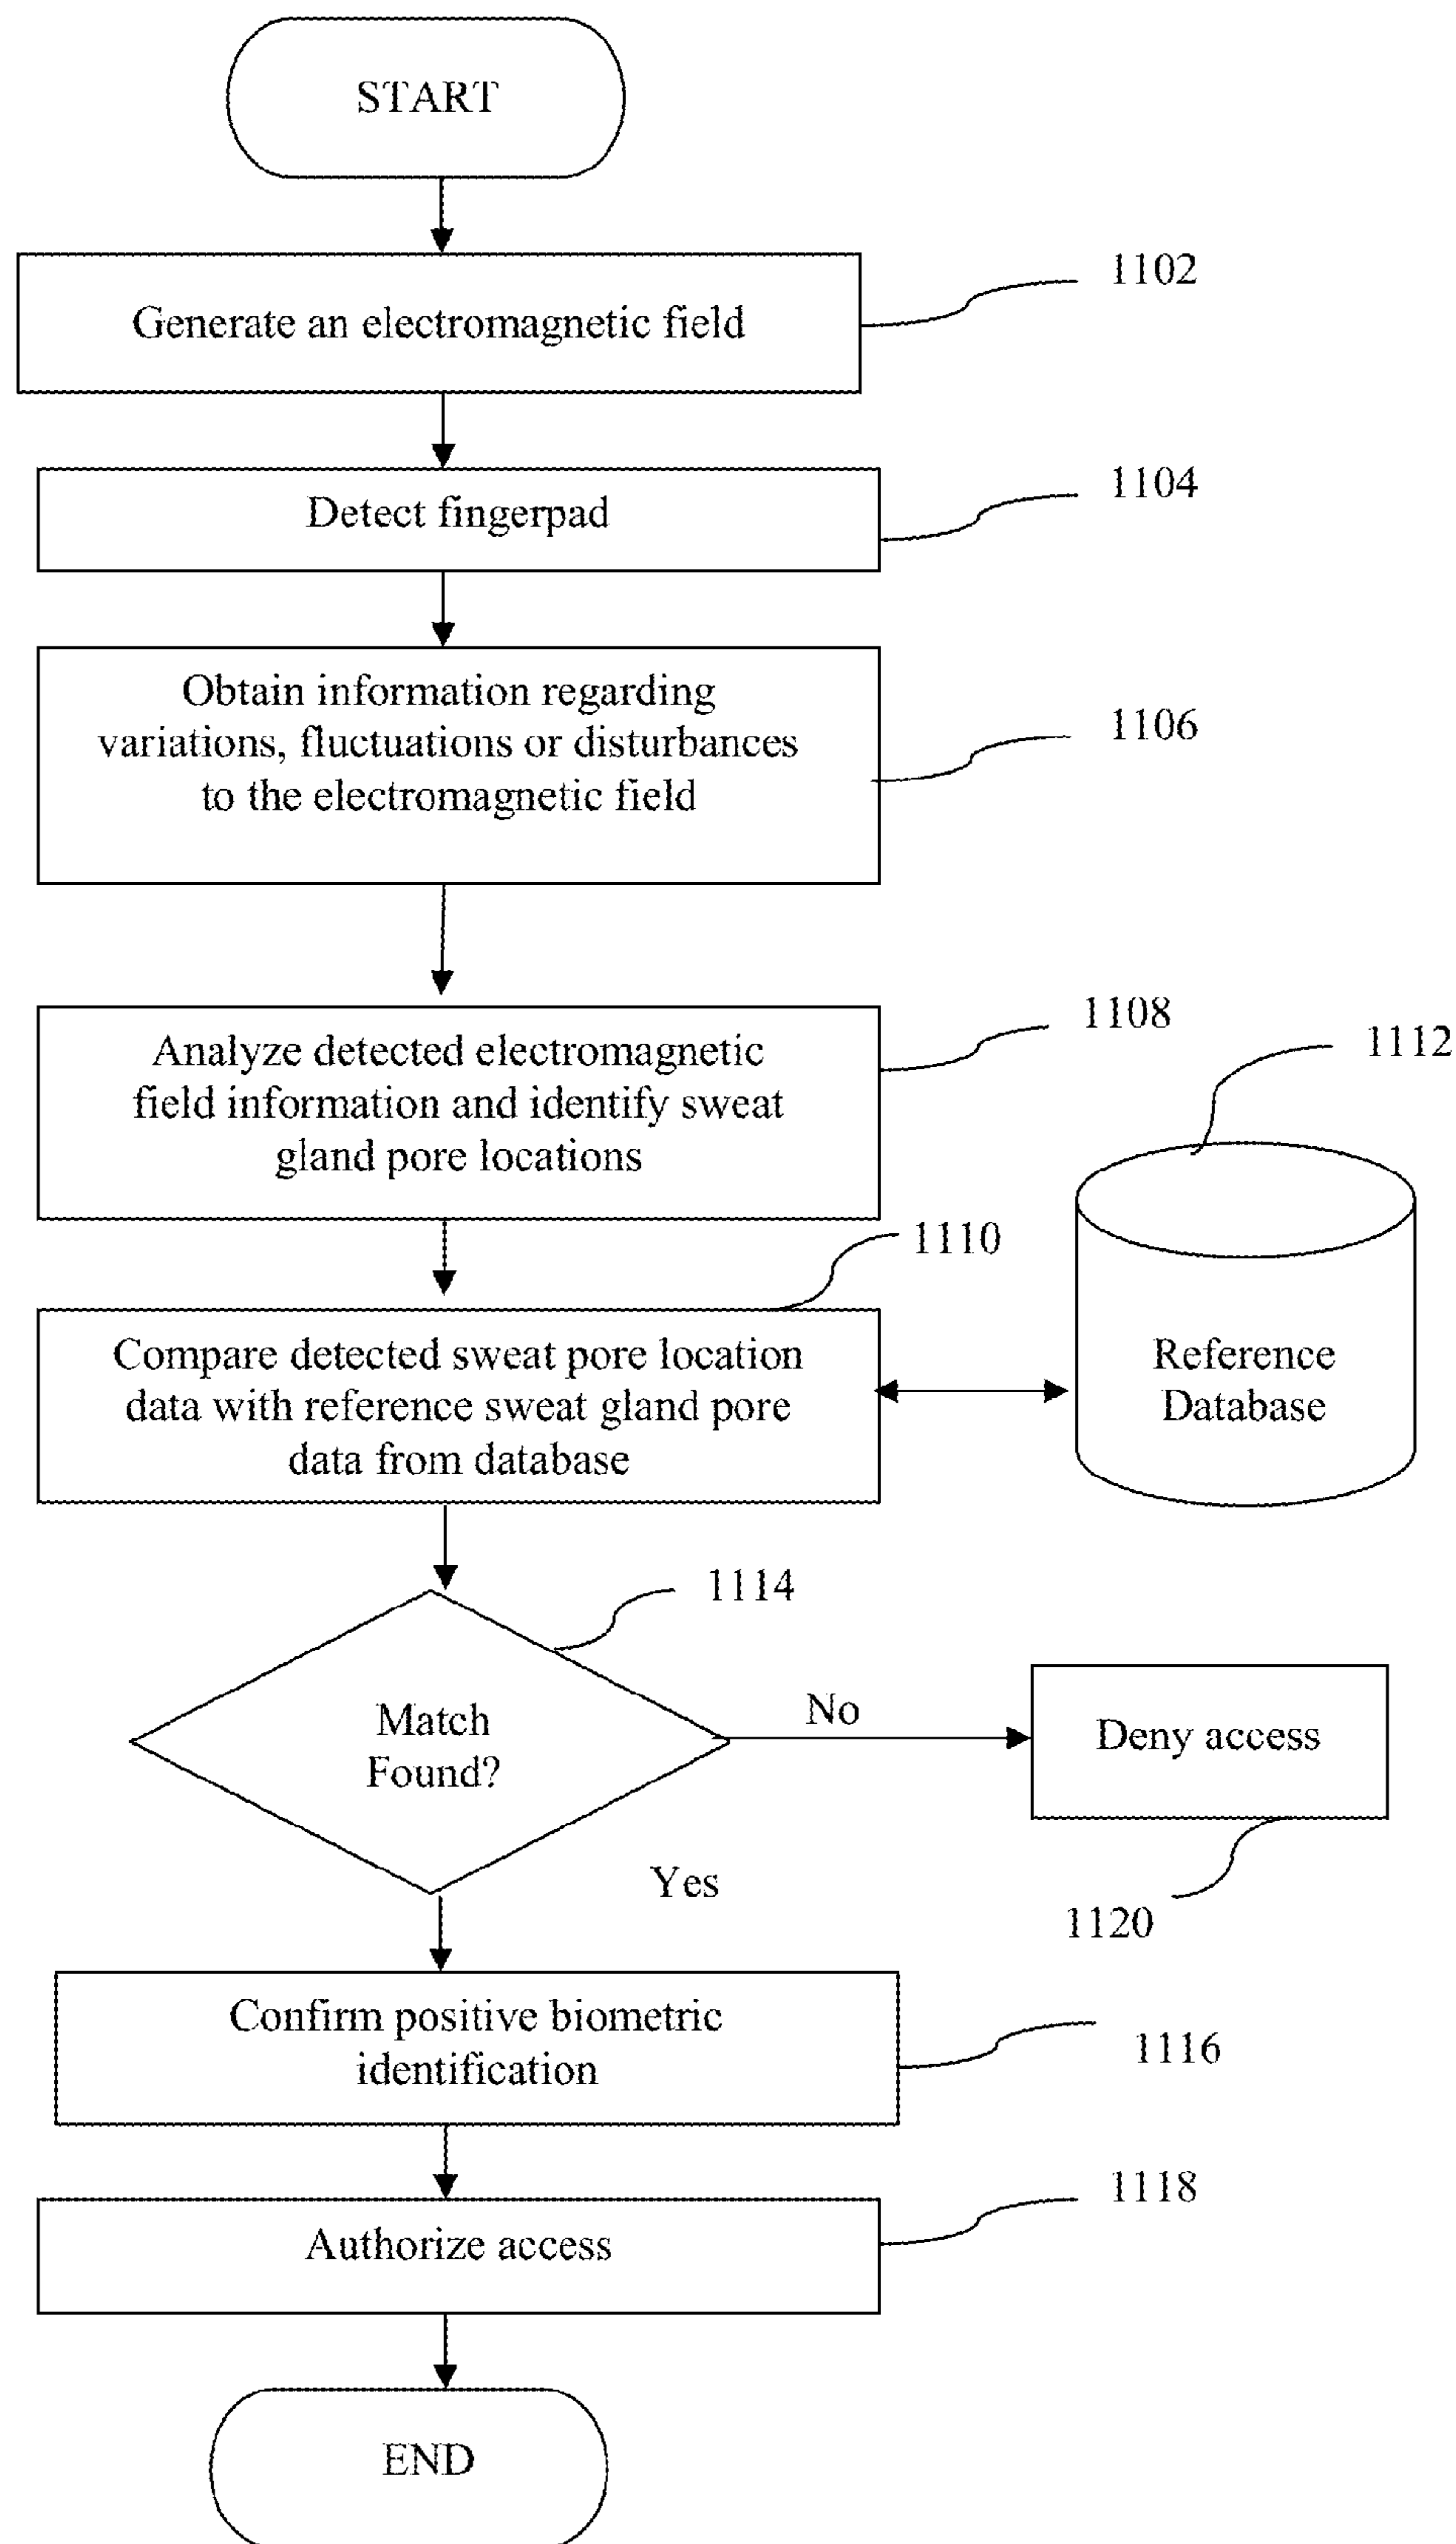 START
Generate an electromagnetic field
1102
Detect fingerpad
1104
Obtain information regarding
variations, fluctuations or disturbances
to the electromagnetic field
1106
Analyze detected electromagnetic
field information and identify sweat
gland pore locations
1108
1112
1110
Compare detected sweat pore location
data with reference sweat gland pore
data from database
Reference
Database
1114
Match
Found?
No
Deny access
Yes
1120
Confirm positive biometric
identification
1116
Authorize access
1118
END